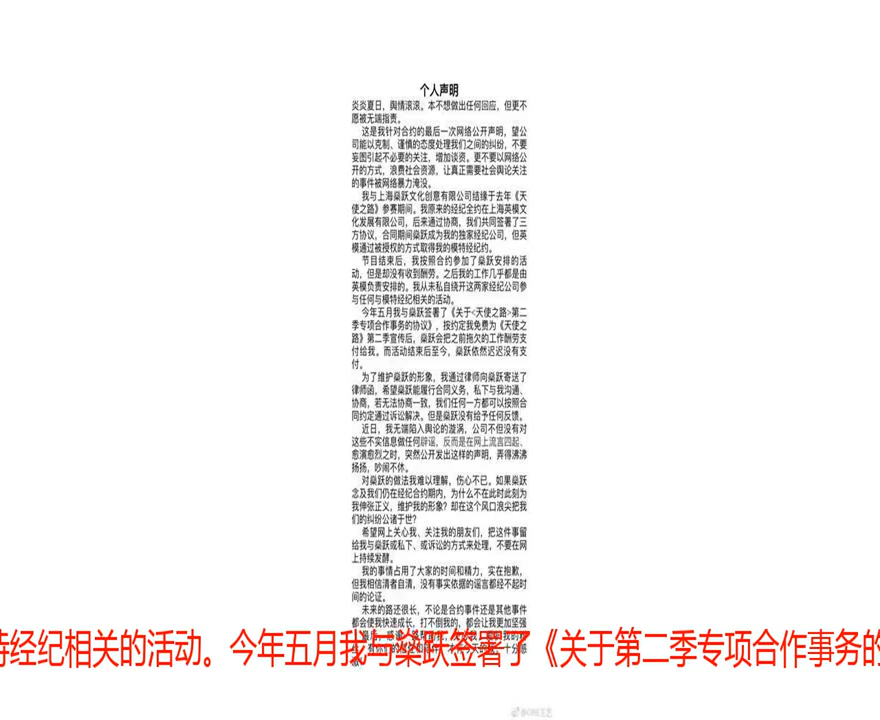 个人声明
炎炎夏日，舆情滚滚。本不想做出任何回应，但更不
愿被无端指责。
这是我针对合约的最后一次网络公开声明，望公
司能以克制、谨慎的态度处理我们之间的纠纷，不要
妄图引起不必要的关注，增加谈资。更不要以网络公
开的方式，浪费社会资源，让真正需要社会舆论关注
的事件被网络暴力淹没。
我与上海燊跃文化创意有限公司结缘于去年《天
使之路》参赛期间。我原来的经纪全约在上海英模文
化发展有限公司，后来通过协商，我们共同签署了三
方协议，合同期间燊跃成为我的独家经纪公司，但英
模通过被授权的方式取得我的模特经纪约。
节目结束后，我按照合约参加了燊跃安排的活
动，但是却没有收到酬劳。之后我的工作几乎都是由
英模负责安排的。我从未私自绕开这两家经纪公司参
与任何与模特经纪相关的活动。
今年五月我与燊跃签署了《关于<天使之路>第二
季专项合作事务的协议》，按约定我免费为《天使之
路》第二季宣传后，燊跃会把之前拖欠的工作酬劳支
付给我。而活动结束后至今，燊跃依然迟迟没有支
付。
为了维护燊跃的形象，我通过律师向燊跃寄送了
律师函，希望燊跃能履行合同义务，私下与我沟通、
协商，若无法协商一致，我们任何一方都可以按照合
同约定通过诉讼解决。但是燊跃没有给予任何反馈。
近日，我无端陷入舆论的漩涡，公司不但没有对
这些不实信息做任何辟谣，反而是在网上流言四起、
愈演愈烈之时，突然公开发出这样的声明，弄得沸沸
扬扬，吵闹不休。
对燊跃的做法我难以理解，伤心不已。如果燊跃
念及我们仍在经纪合约期内，为什么不在此时此刻为
我伸张正义，维护我的形象？却在这个风口浪尖把我
们的纠纷公诸于世？
希望网上关心我、关注我的朋友们，把这件事留
给我与燊跃或私下、或诉讼的方式来处理，不要在网
上持续发酵。
我的事情占用了大家的时间和精力，实在抱歉，
但我相信清者自清，没有事实依据的谣言都经不起时
间的论证。
未来的路还很长，不论是合约事件还是其他事件
都会使我快速成长，打不倒我的，都会让我更加坚强
特经纪相关的活动。今年五月我与燊跃签署了《关于第二季专项合作事务的